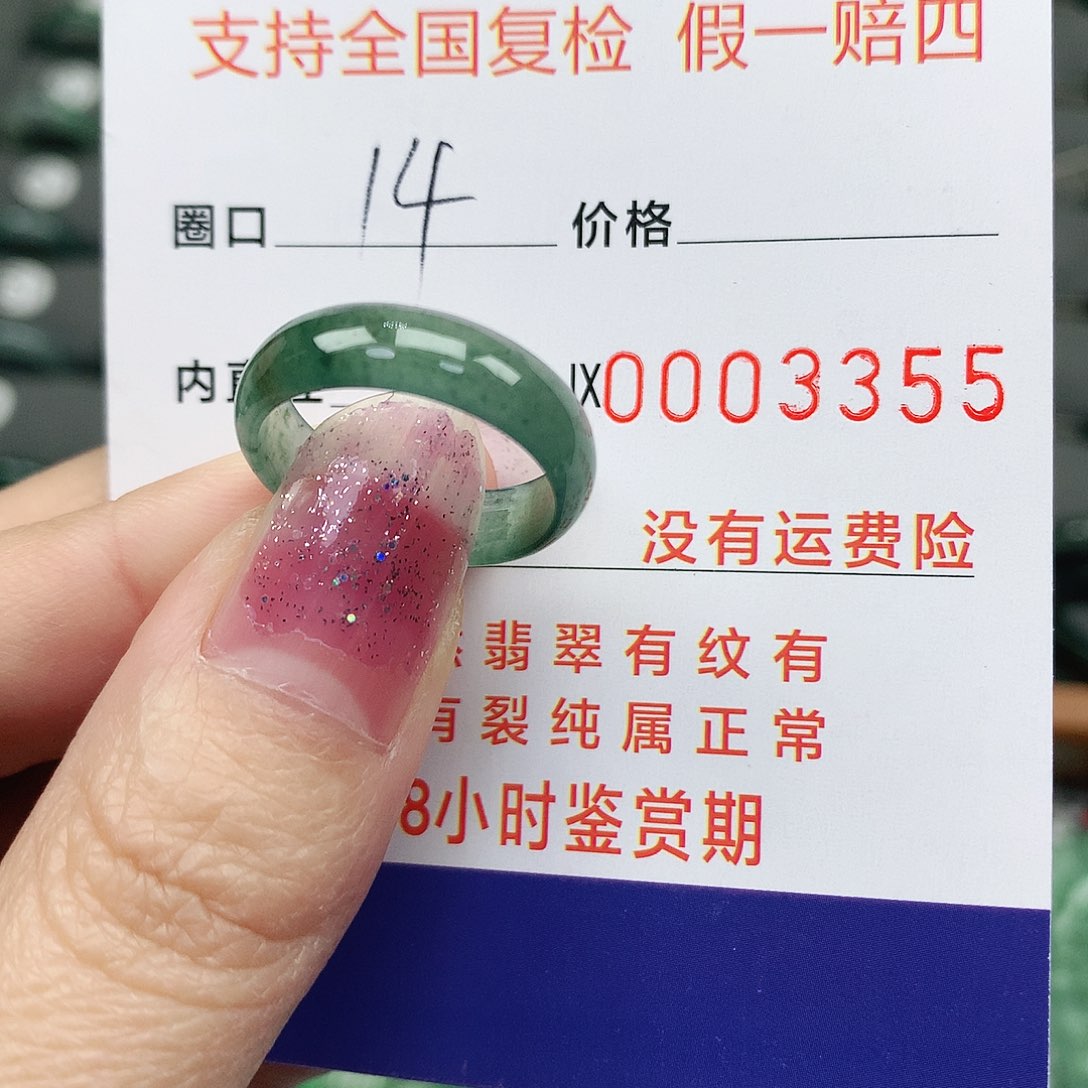 支持全国复检 假一赔四
圈口 14 价格
内直径 IX0003355
没有运费险
翡翠有纹有
有裂纯属正常
8小时鉴赏期